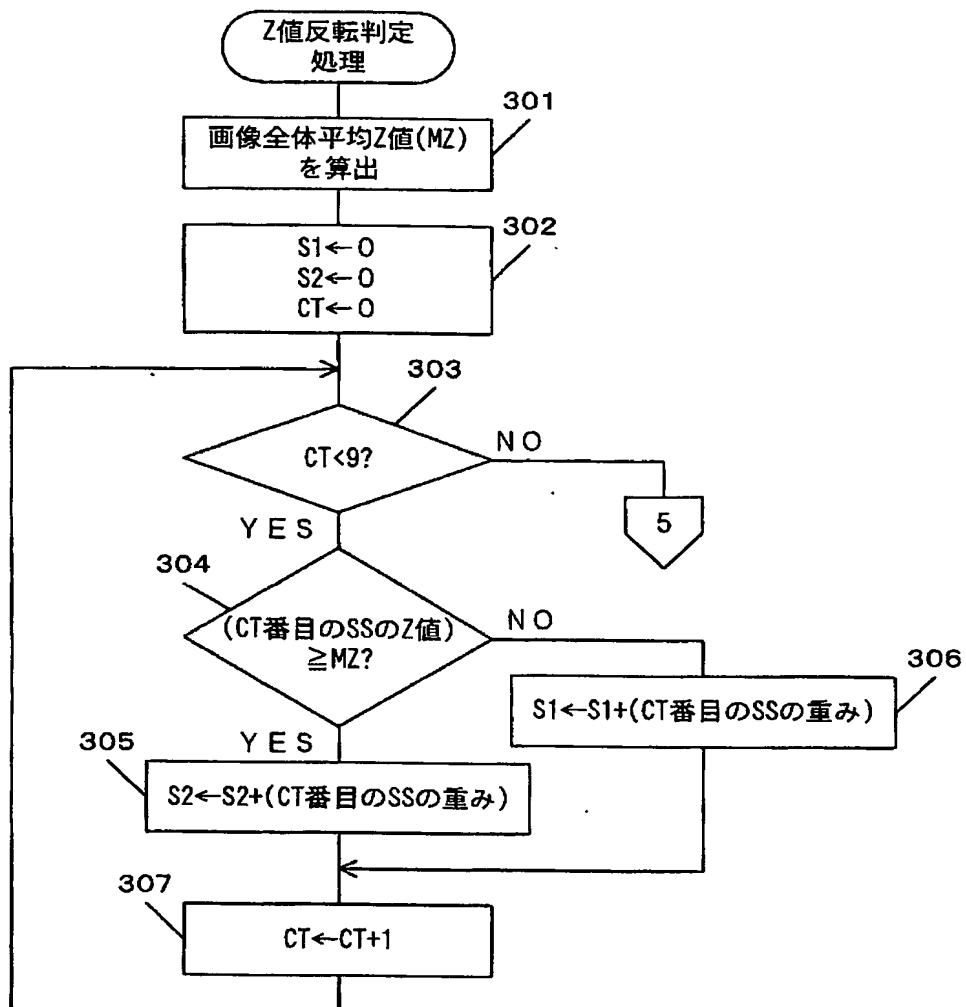 Z値反転判定
処理
301
画像全体平均Z値(MZ)
を算出
302
S1←0
S2←0
CT←0
303
CT<9?
NO
5
YES
304
(CT番目のSSのZ値)
≧MZ?
NO
306
S1←S1+(CT番目のSSの重み)
YES
305
S2←S2+(CT番目のSSの重み)
307
CT←CT+1